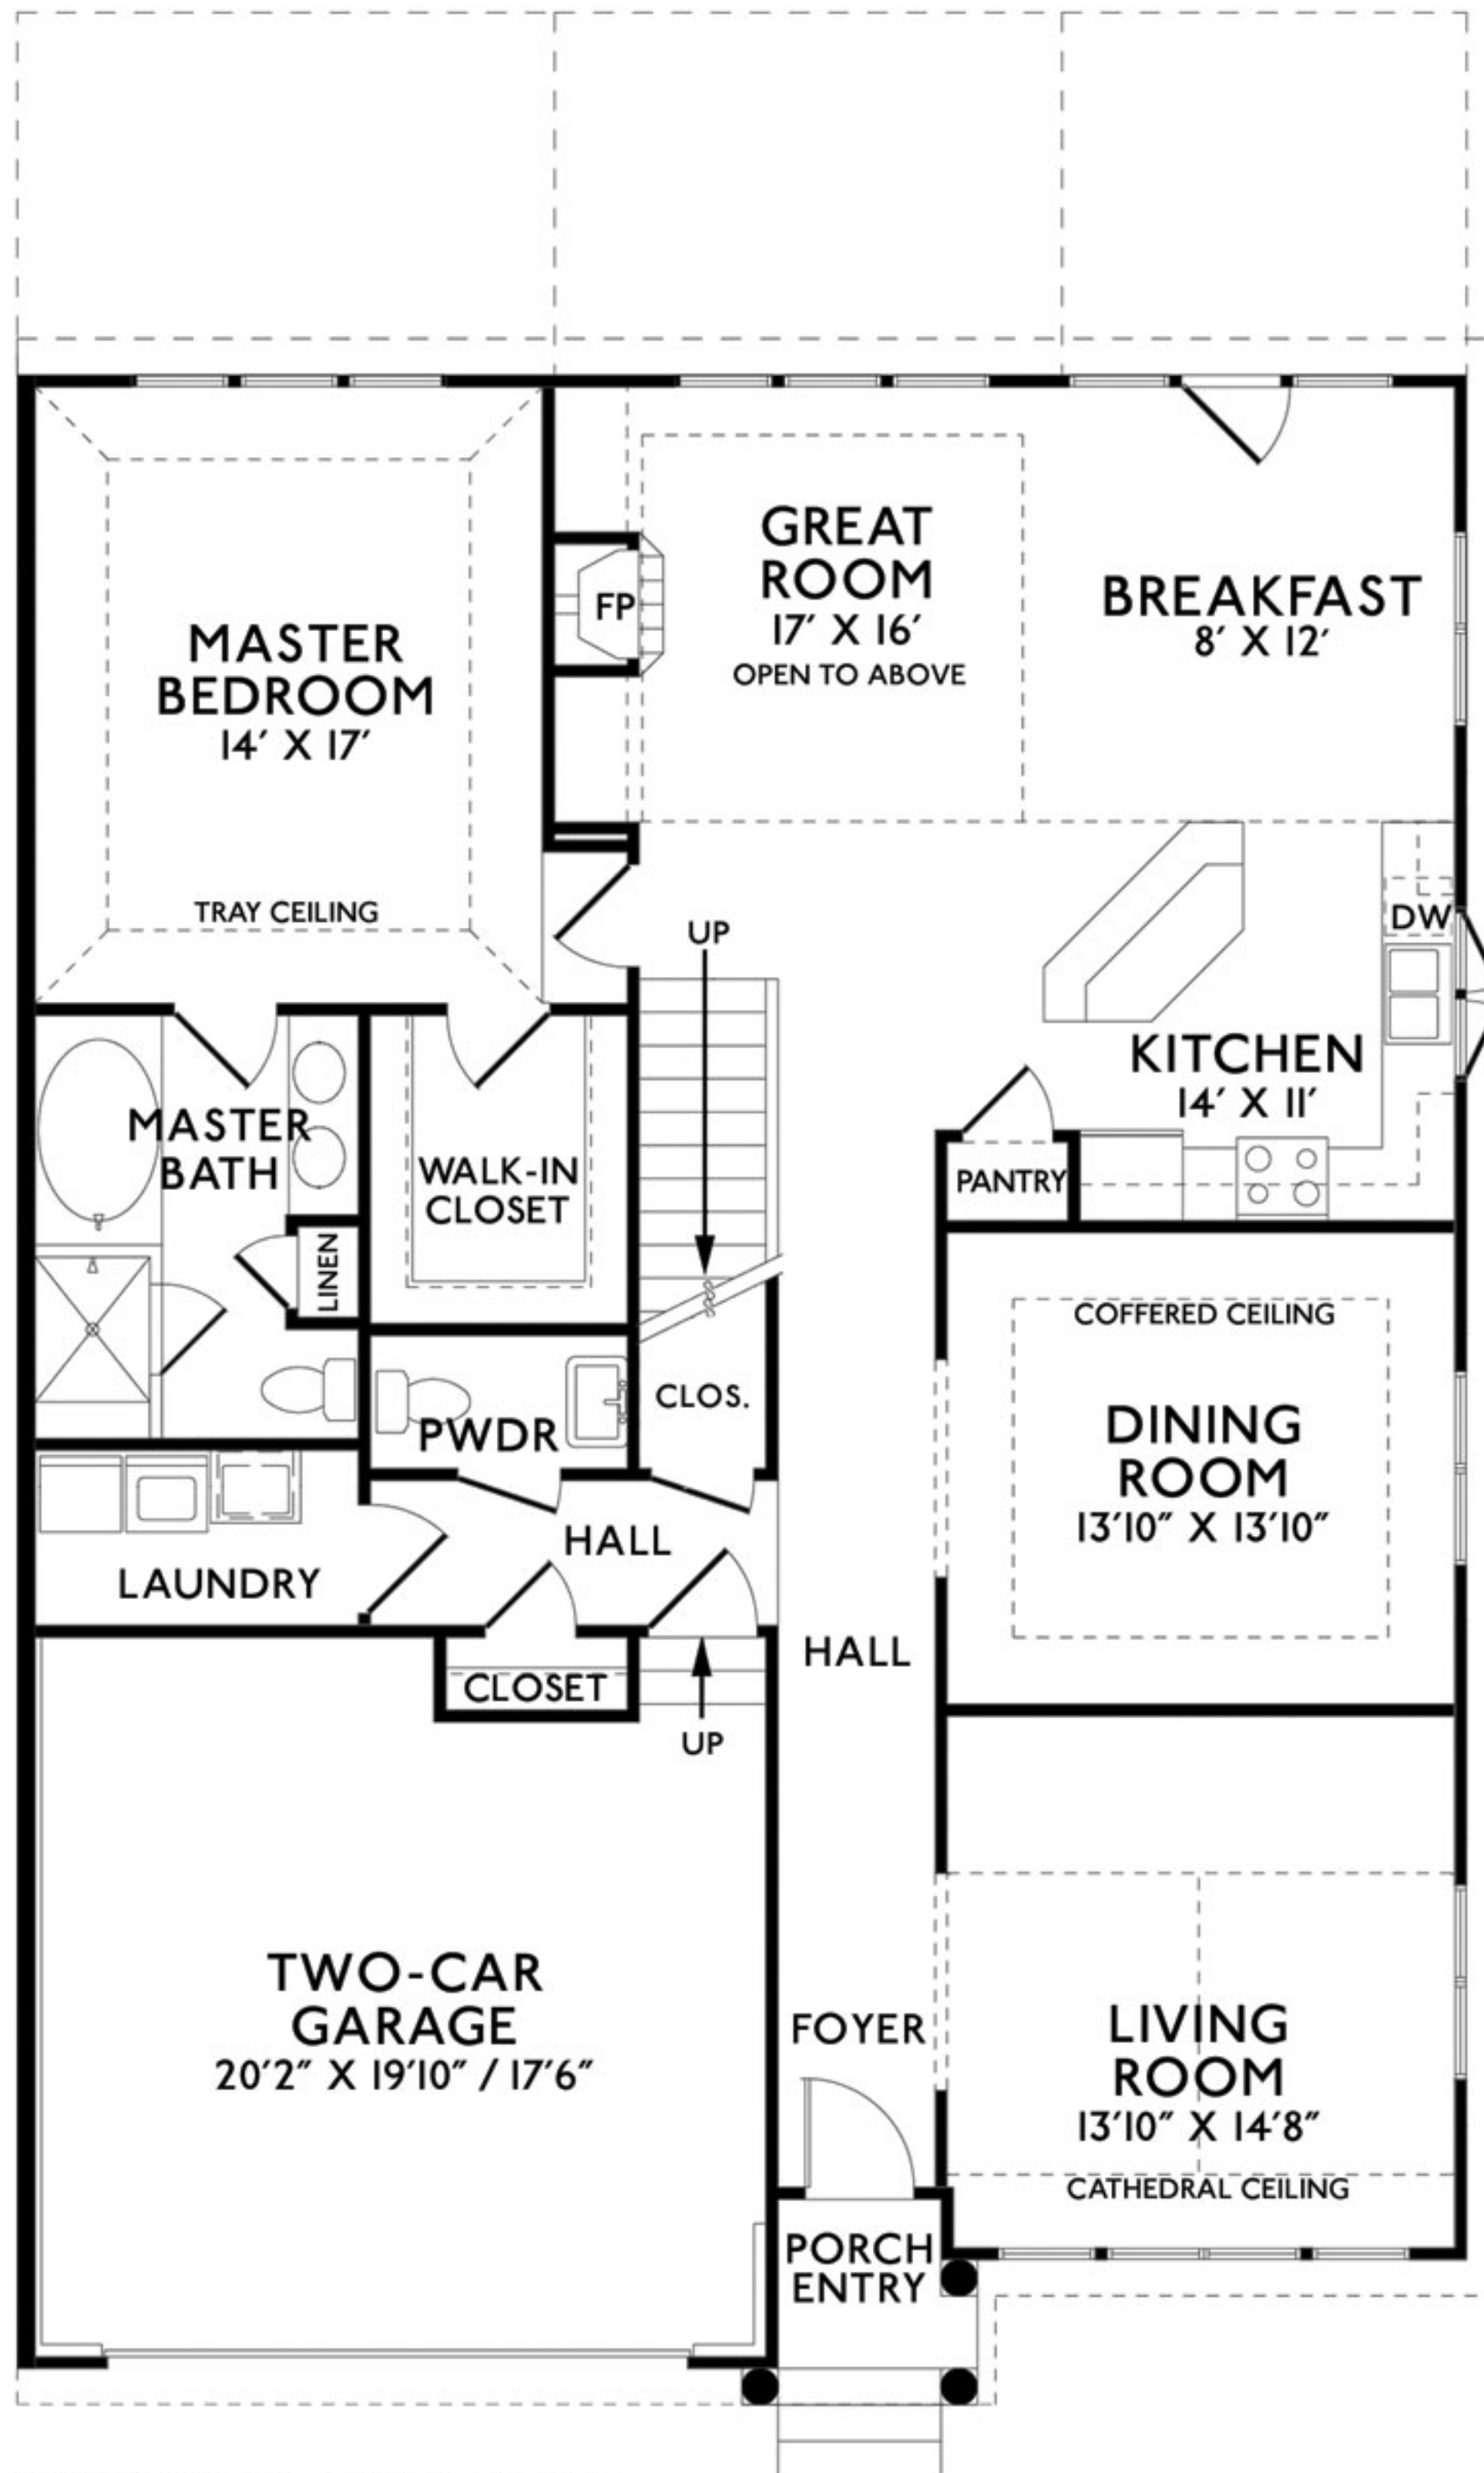 GREAT
ROOM
17' X 16'
OPEN TO ABOVE
BREAKFAST
8' X 12'
FP
MASTER
BEDROOM
14' X 17'
TRAY CEILING
UP
DW
KITCHEN
14' X 11'
MASTER
BATH
WALK-IN
CLOSET
PANTRY
LINEN
COFFERED CEILING
DINING
ROOM
13'10" X 13'10"
CLOS.
PWDR
HALL
LAUNDRY
HALL
CLOSET
UP
TWO-CAR
GARAGE
20'2" X 19'10" / 17'6"
FOYER
LIVING
ROOM
13'10" X 14'8"
CATHEDRAL CEILING
PORCH
ENTRY